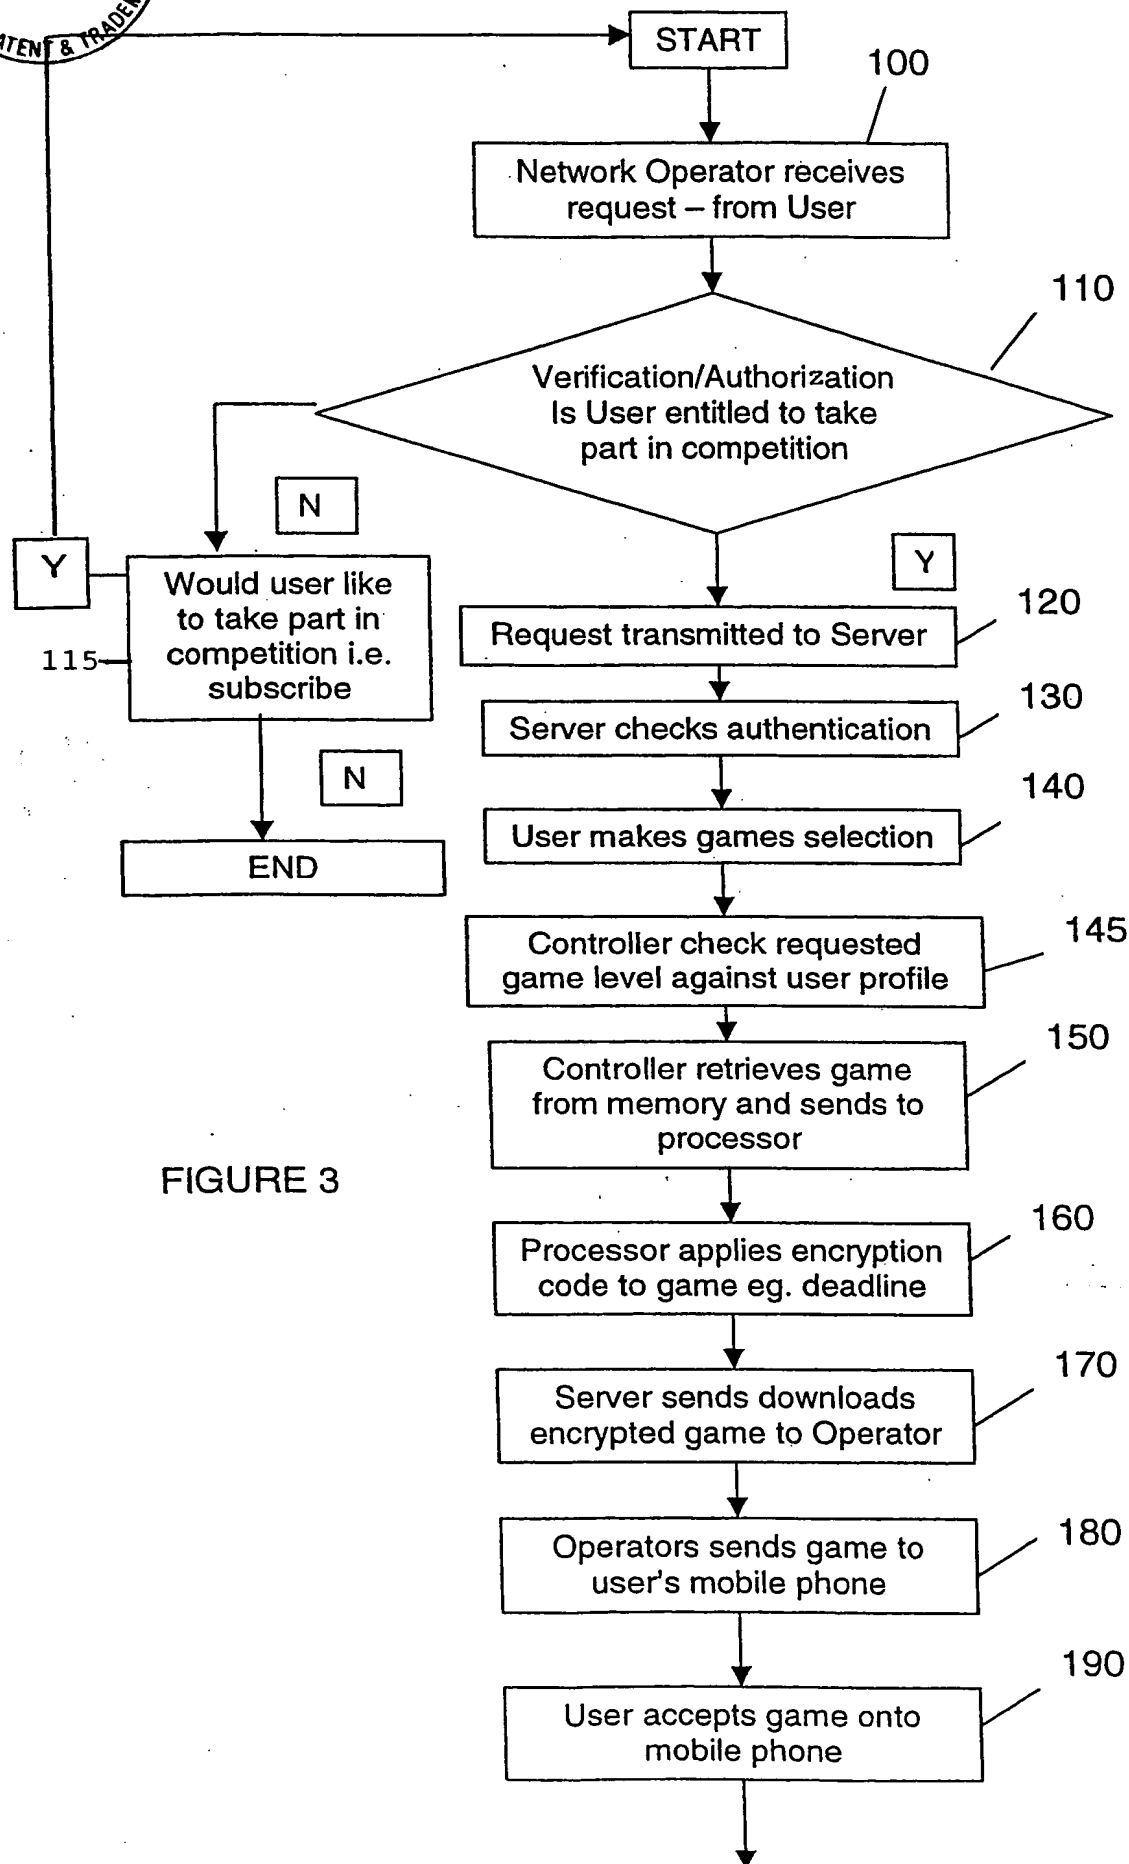 ATENT & TRADEM
START
100
Network Operator receives
request – from User
110
Verification/Authorization
Is User entitled to take
part in competition
N
Y
Y
Would user like
to take part in
competition i.e.
subscribe
115
120
Request transmitted to Server
130
Server checks authentication
N
140
User makes games selection
END
145
Controller check requested
game level against user profile
150
Controller retrieves game
from memory and sends to
processor
FIGURE 3
160
Processor applies encryption
code to game eg. deadline
170
Server sends downloads
encrypted game to Operator
180
Operators sends game to
user's mobile phone
190
User accepts game onto
mobile phone